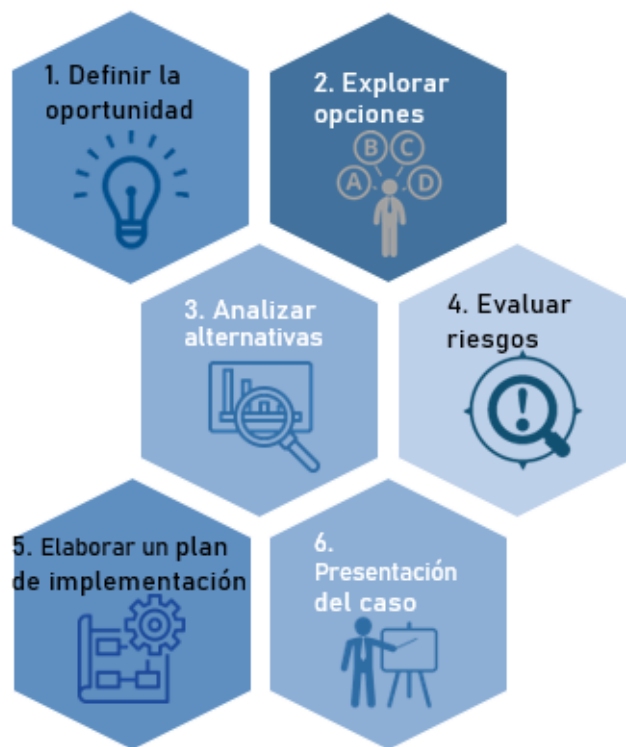 1. Definir la
oportunidad
2. Explorar
opciones
A
B
C
D
3. Analizar
alternativas
4. Evaluar
riesgos
!
5. Elaborar un plan
de implementación
6.
Presentación
del caso